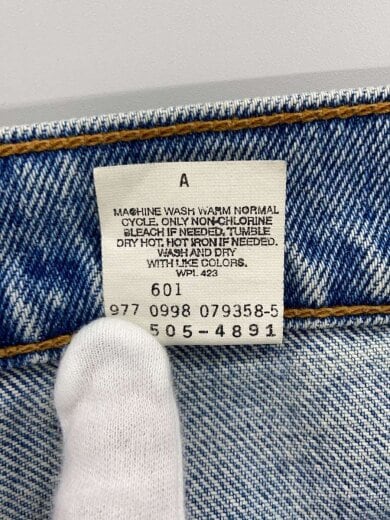 A
MACHINE WASH WARM NORMAL
CYCLE. ONLY NON-CHLORINE
BLEACH IF NEEDED. TUMBLE
DRY HOT. HOT IRON IF NEEDED.
WASH AND DRY
WITH LIKE COLORS.
WPL 423
601
977 0998 079358-5
505-4891